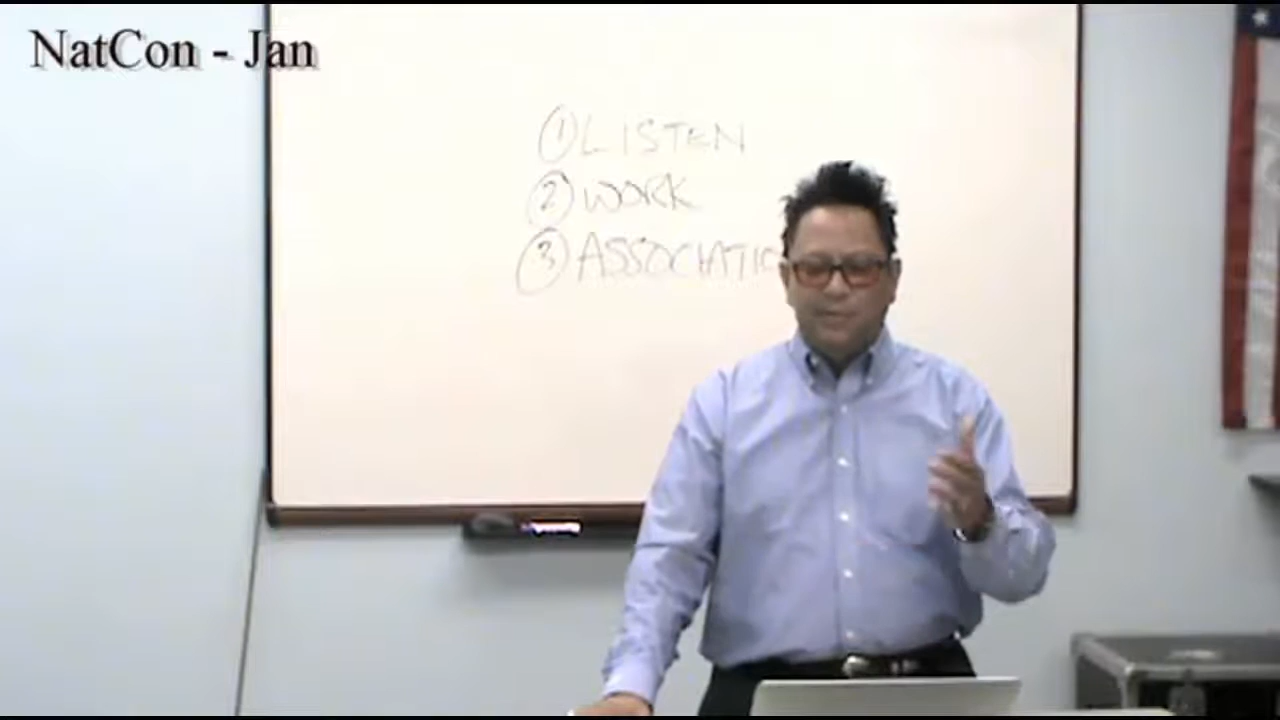 NatCon - Jan
① LISTEN
② WORK
③ ASSOCIATIO